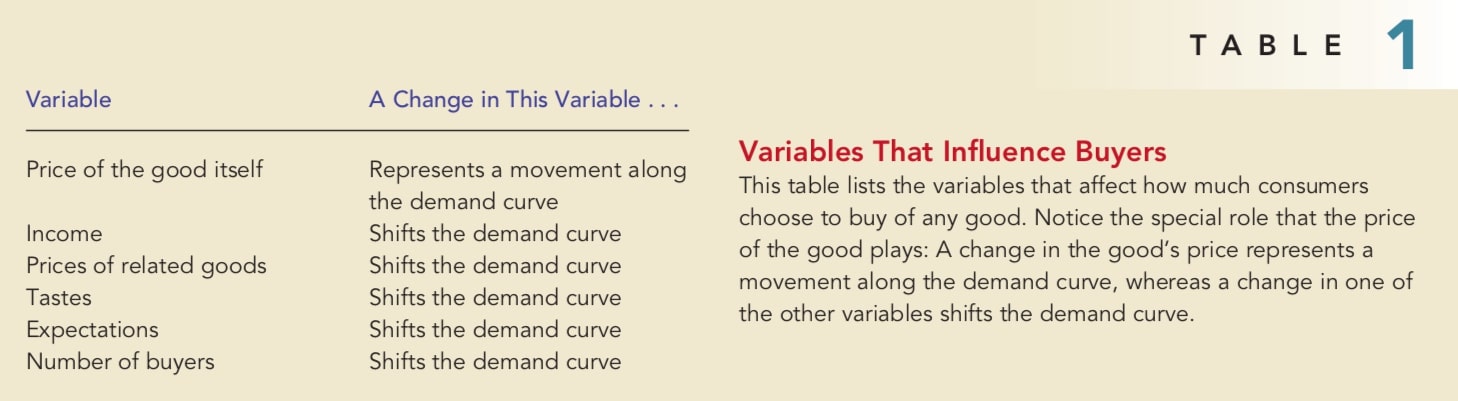 TABLE 1
Variable A Change in This Variable . . .
Price of the good itself Represents a movement along
the demand curve
Income Shifts the demand curve
Prices of related goods Shifts the demand curve
Tastes Shifts the demand curve
Expectations Shifts the demand curve
Number of buyers Shifts the demand curve
Variables That Influence Buyers
This table lists the variables that affect how much consumers
choose to buy of any good. Notice the special role that the price
of the good plays: A change in the good’s price represents a
movement along the demand curve, whereas a change in one of
the other variables shifts the demand curve.